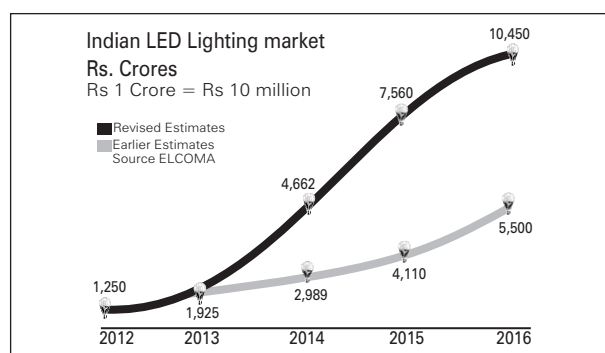 Indian LED Lighting market
Rs. Crores
Rs 1 Crore = Rs 10 million
Revised Estimates
Earlier Estimates
Source ELCOMA
10,450
7,560
4,662
5,500
4,110
2,989
1,250
1,925
2012 2013 2014 2015 2016